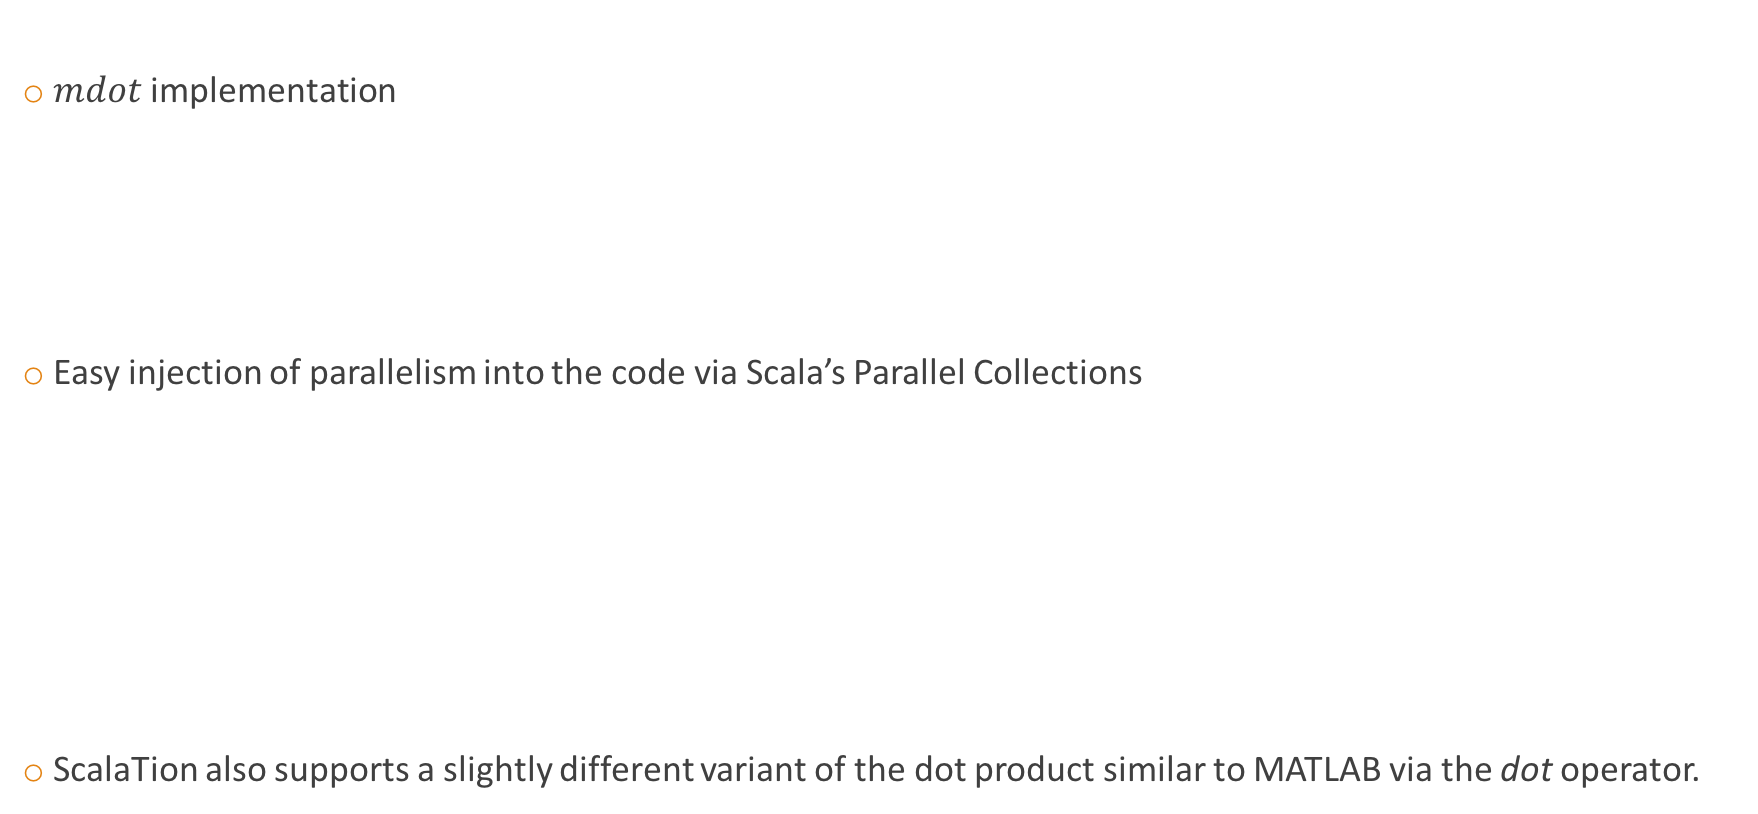 ○ 𝑚𝑑𝑜𝑡 implementation
○ Easy injection of parallelism into the code via Scala’s Parallel Collections
○ ScalaTion also supports a slightly different variant of the dot product similar to MATLAB via the dot operator.